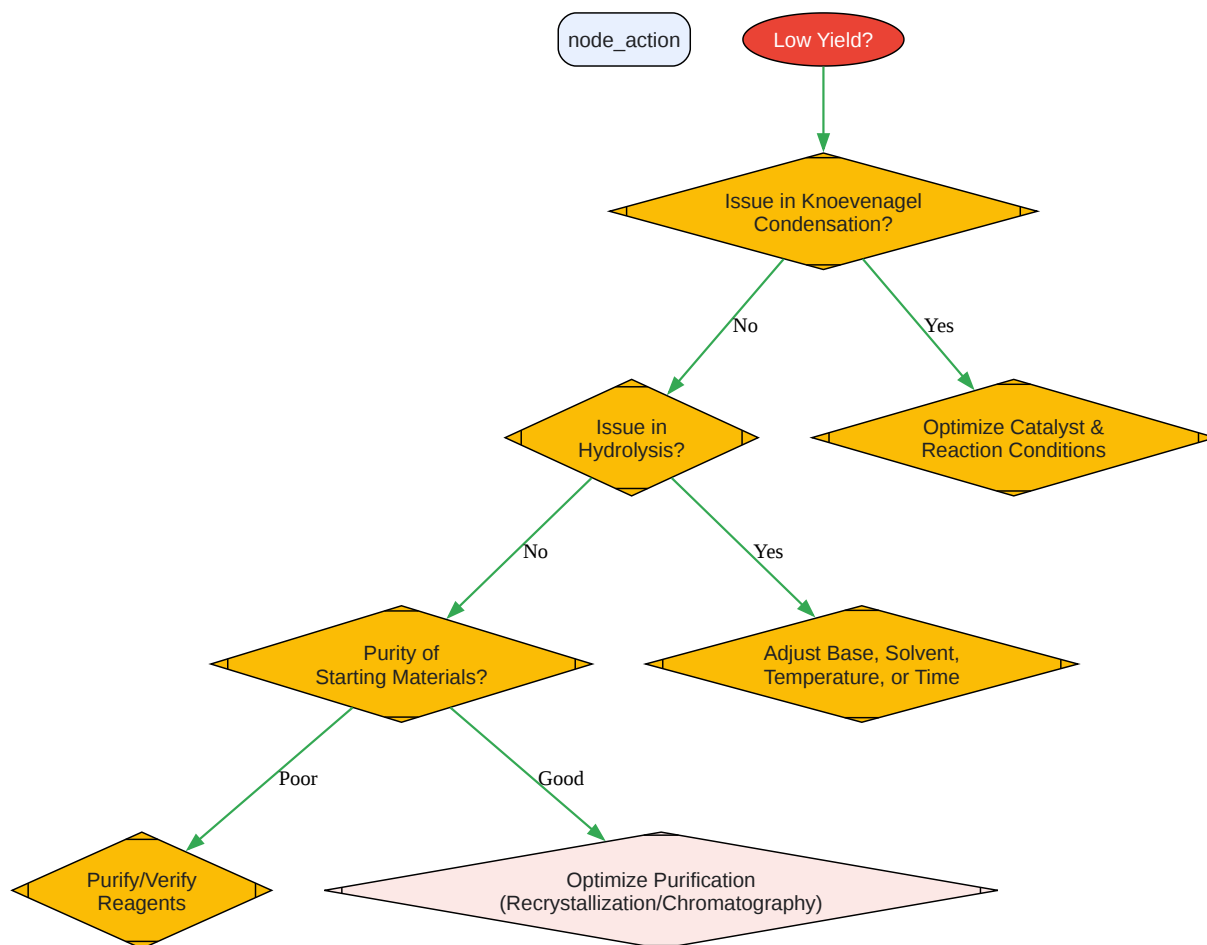 node_action
Low Yield?
Issue in Knoevenagel
Condensation?
No
Yes
Issue in
Hydrolysis?
Optimize Catalyst &
Reaction Conditions
No
Yes
Purity of
Starting Materials?
Adjust Base, Solvent,
Temperature, or Time
Poor
Good
Purify/Verify
Reagents
Optimize Purification
(Recrystallization/Chromatography)